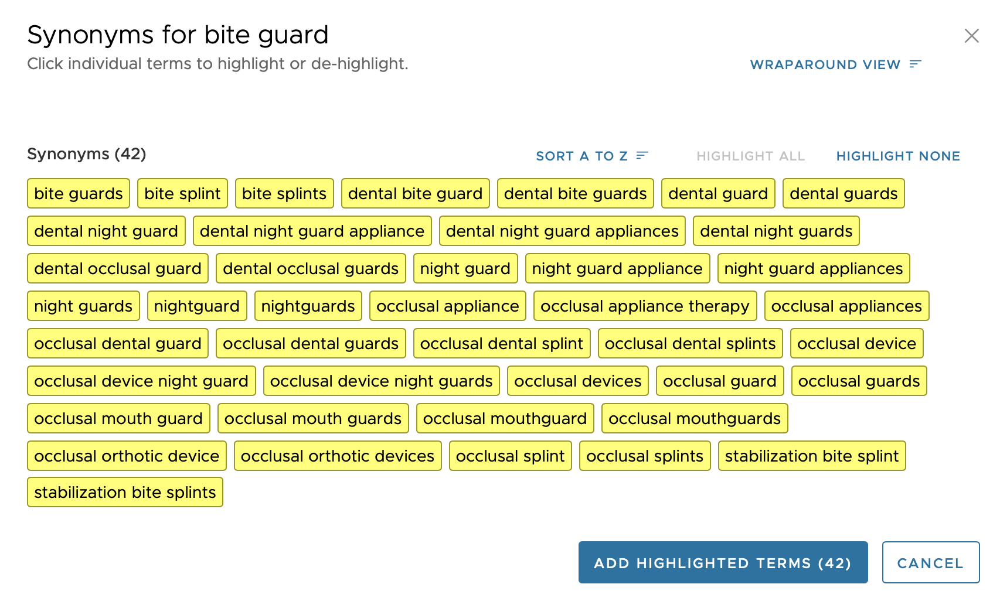 Synonyms for bite guard
Click individual terms to highlight or de-highlight.
WRAPAROUND VIEW
Synonyms (42)
SORT A TO Z HIGHLIGHT ALL HIGHLIGHT NONE
bite guards bite splint bite splints dental bite guard dental bite guards dental guard dental guards
dental night guard dental night guard appliance dental night guard appliances dental night guards
dental occlusal guard dental occlusal guards night guard night guard appliance night guard appliances
night guards nightguard nightguards occlusal appliance occlusal appliance therapy occlusal appliances
occlusal dental guard occlusal dental guards occlusal dental splint occlusal dental splints occlusal device
occlusal device night guard occlusal device night guards occlusal devices occlusal guard occlusal guards
occlusal mouth guard occlusal mouth guards occlusal mouthguard occlusal mouthguards
occlusal orthotic device occlusal orthotic devices occlusal splint occlusal splints stabilization bite splint
stabilization bite splints
ADD HIGHLIGHTED TERMS (42) CANCEL